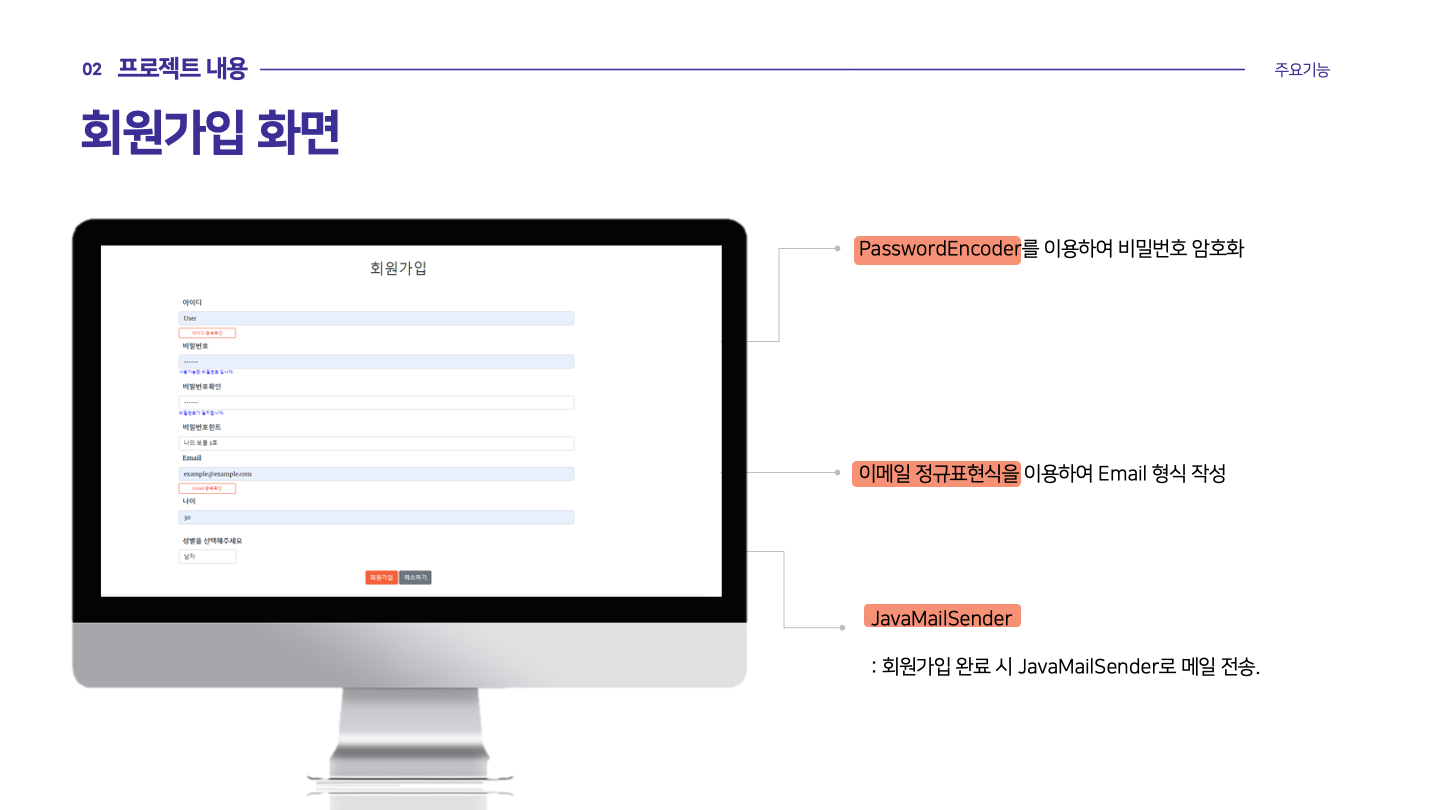 02 프로젝트 내용
주요기능
회원가입 화면
회원가입
아이디
User
아이디 중복확인
비밀번호
••••••
사용가능한 비밀번호 입니다.
비밀번호확인
••••••
비밀번호가 일치합니다.
비밀번호힌트
나의 보물 1호
Email
example@example.com
Email 중복확인
나이
30
성별을 선택해주세요
남자
회원가입 취소하기
PasswordEncoder를 이용하여 비밀번호 암호화
이메일 정규표현식을 이용하여 Email 형식 작성
JavaMailSender
: 회원가입 완료 시 JavaMailSender로 메일 전송.